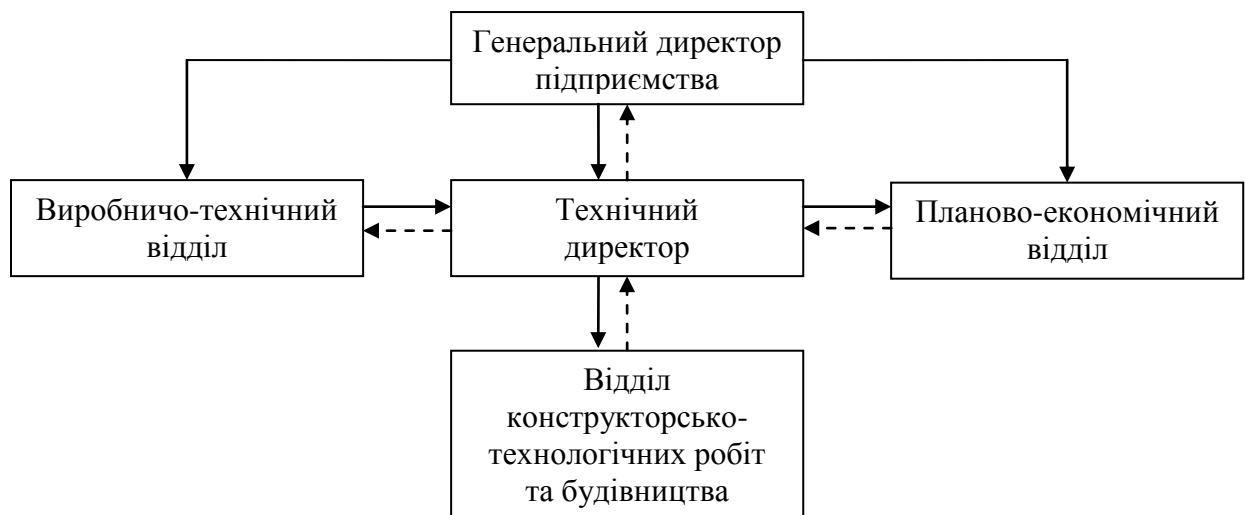 Генеральний директор
підприємства
Виробничо-технічний
відділ
Технічний
директор
Планово-економічний
відділ
Відділ
конструкторсько-
технологічних робіт
та будівництва